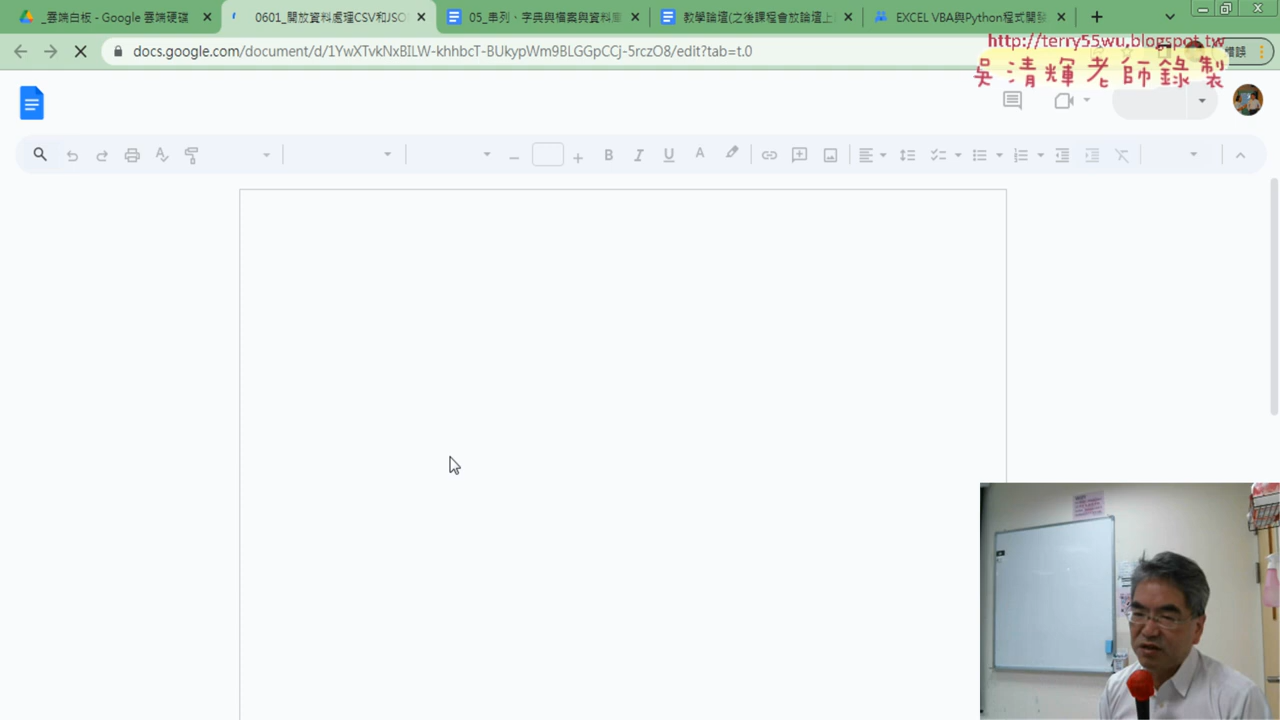 _雲端白板 - Google 雲端硬碟
0601_開放資料處理CSV和JSO
05_串列、字典與檔案與資料庫
教學論壇(之後課程會放論壇上
EXCEL VBA與Python程式開發
docs.google.com/document/d/1YwXTvkNxBILW-khhbcT-BUkypWm9BLGGpCCj-5rczO8/edit?tab=t.0
http://terry55wu.blogspot.tw
吳清輝老師錄製